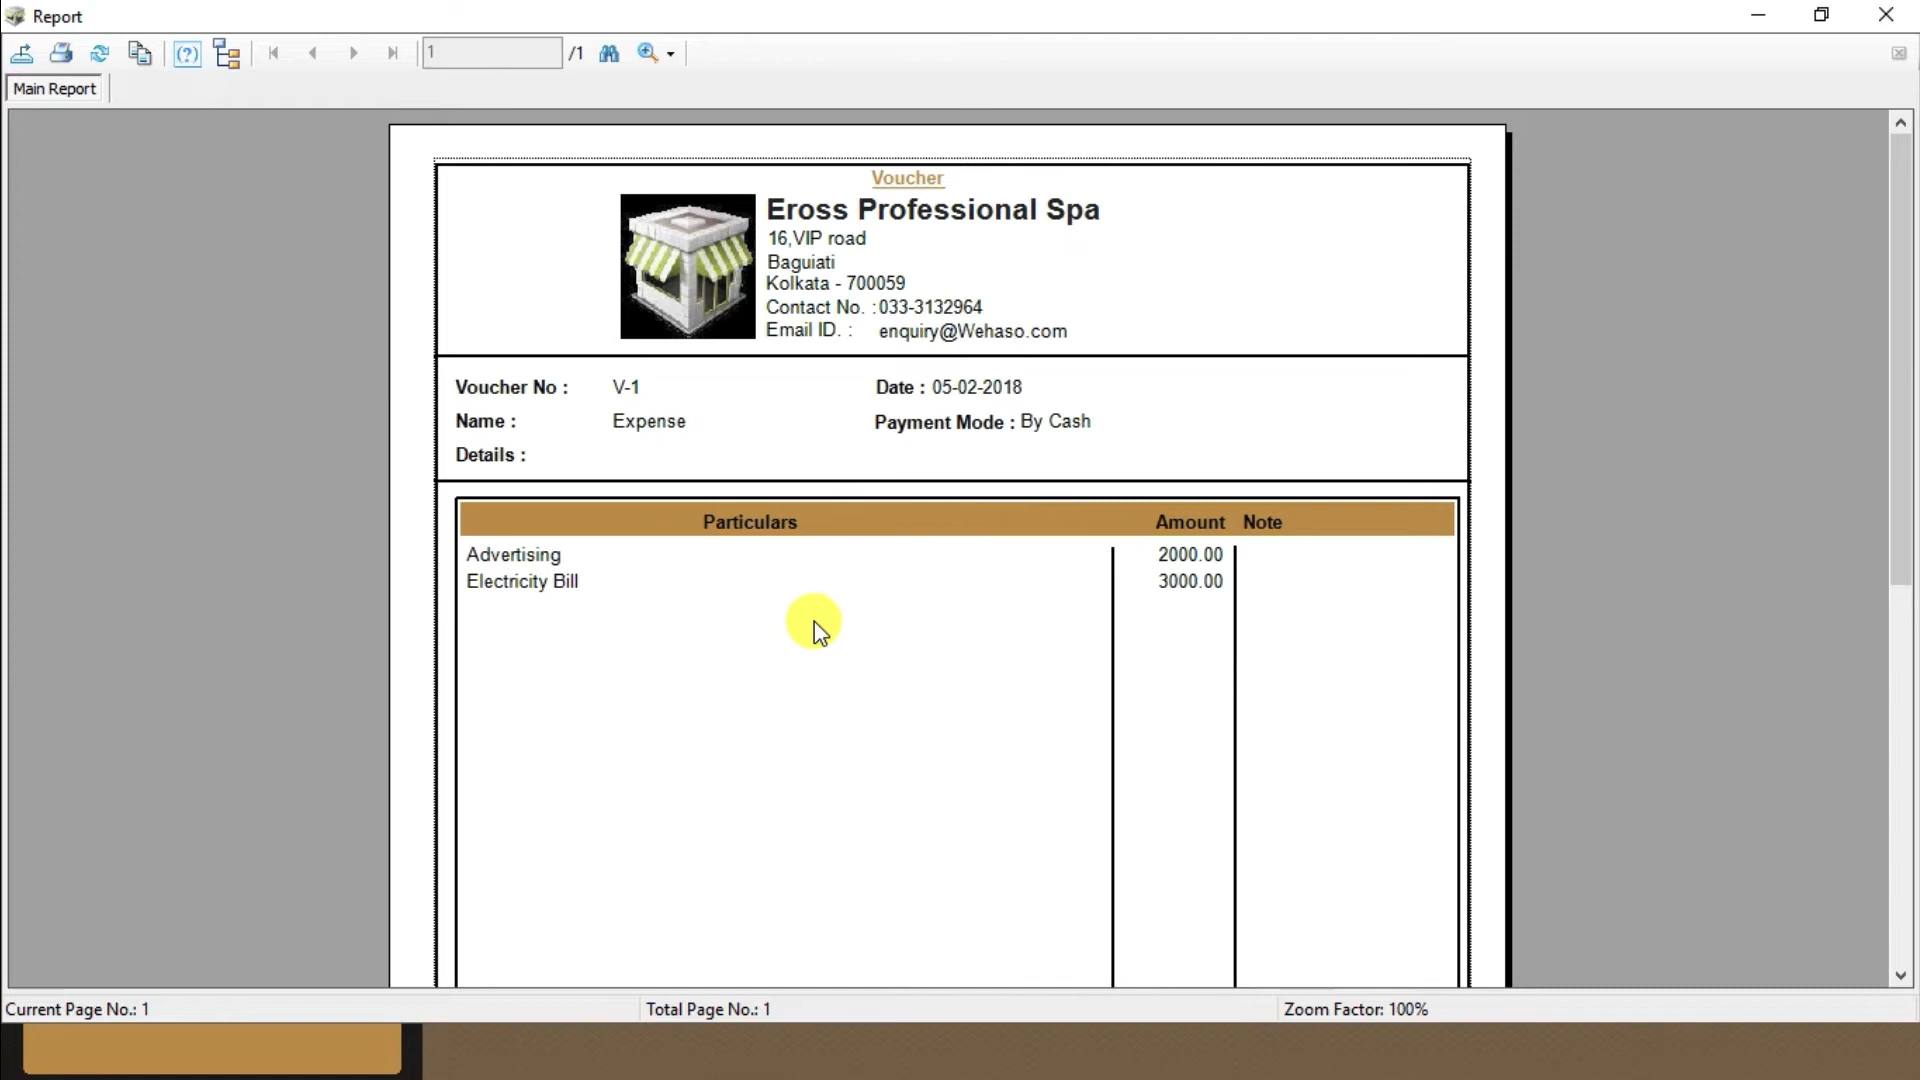 Report
1 /1
Main Report
Voucher
Eross Professional Spa
16,VIP road
Baguiati
Kolkata - 700059
Contact No. : 033-3132964
Email ID. : enquiry@Wehaso.com
Voucher No : V-1 Date : 05-02-2018
Name : Expense Payment Mode : By Cash
Details :
Particulars Amount Note
Advertising 2000.00
Electricity Bill 3000.00
Current Page No.: 1 Total Page No.: 1 Zoom Factor: 100%